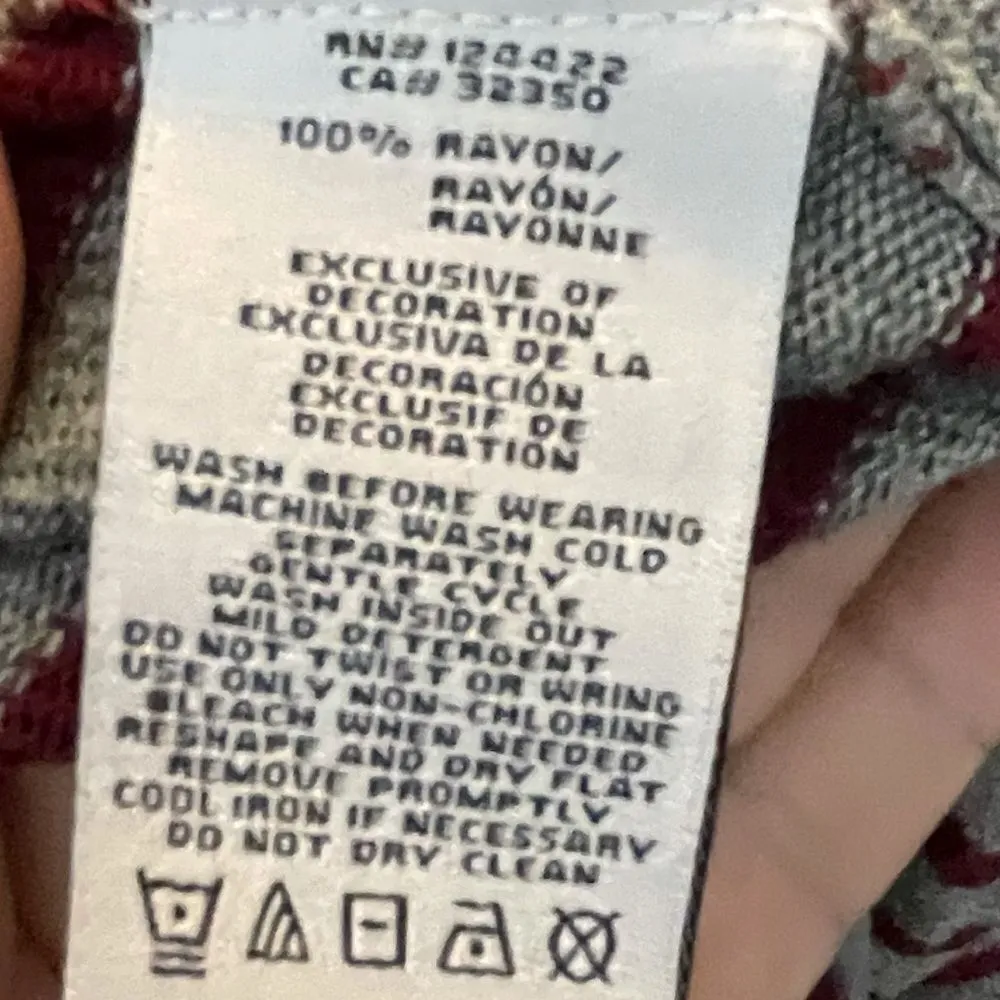 RN# 124422
CA# 32350
100% RAYON/
RAYÓN/
RAYONNE
EXCLUSIVE OF
DECORATION
EXCLUSIVA DE LA
DECORACIÓN
EXCLUSIF DE
DECORATION
WASH BEFORE WEARING
MACHINE WASH COLD
SEPARATELY
GENTLE CYCLE
WASH INSIDE OUT
MILD DETERGENT
DO NOT TWIST OR WRING
USE ONLY NON-CHLORINE
BLEACH WHEN NEEDED
RESHAPE AND DRY FLAT
REMOVE PROMPTLY
COOL IRON IF NECESSARY
DO NOT DRY CLEAN